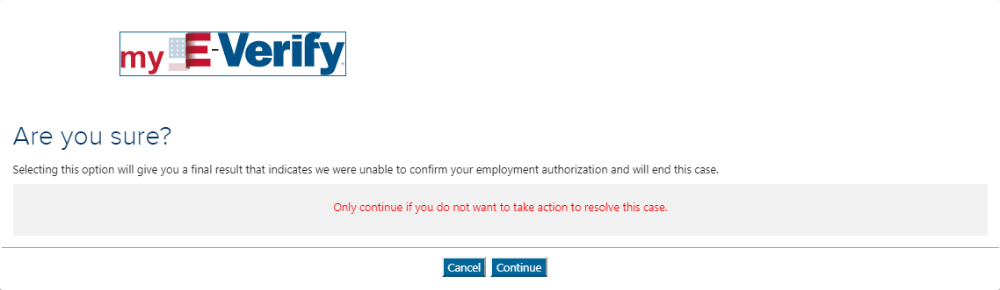 my E-Verify®
Are you sure?
Selecting this option will give you a final result that indicates we were unable to confirm your employment authorization and will end this case.
Only continue if you do not want to take action to resolve this case.
Cancel Continue